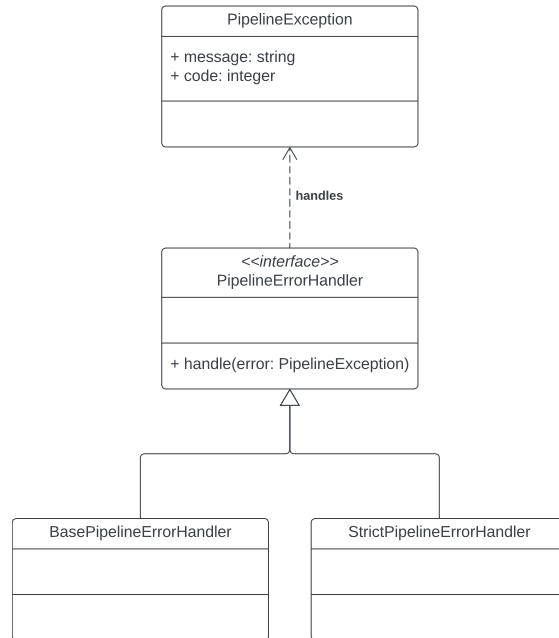 PipelineException
+ message: string
+ code: integer
handles
<<interface>>
PipelineErrorHandler
+ handle(error: PipelineException)
BasePipelineErrorHandler
StrictPipelineErrorHandler